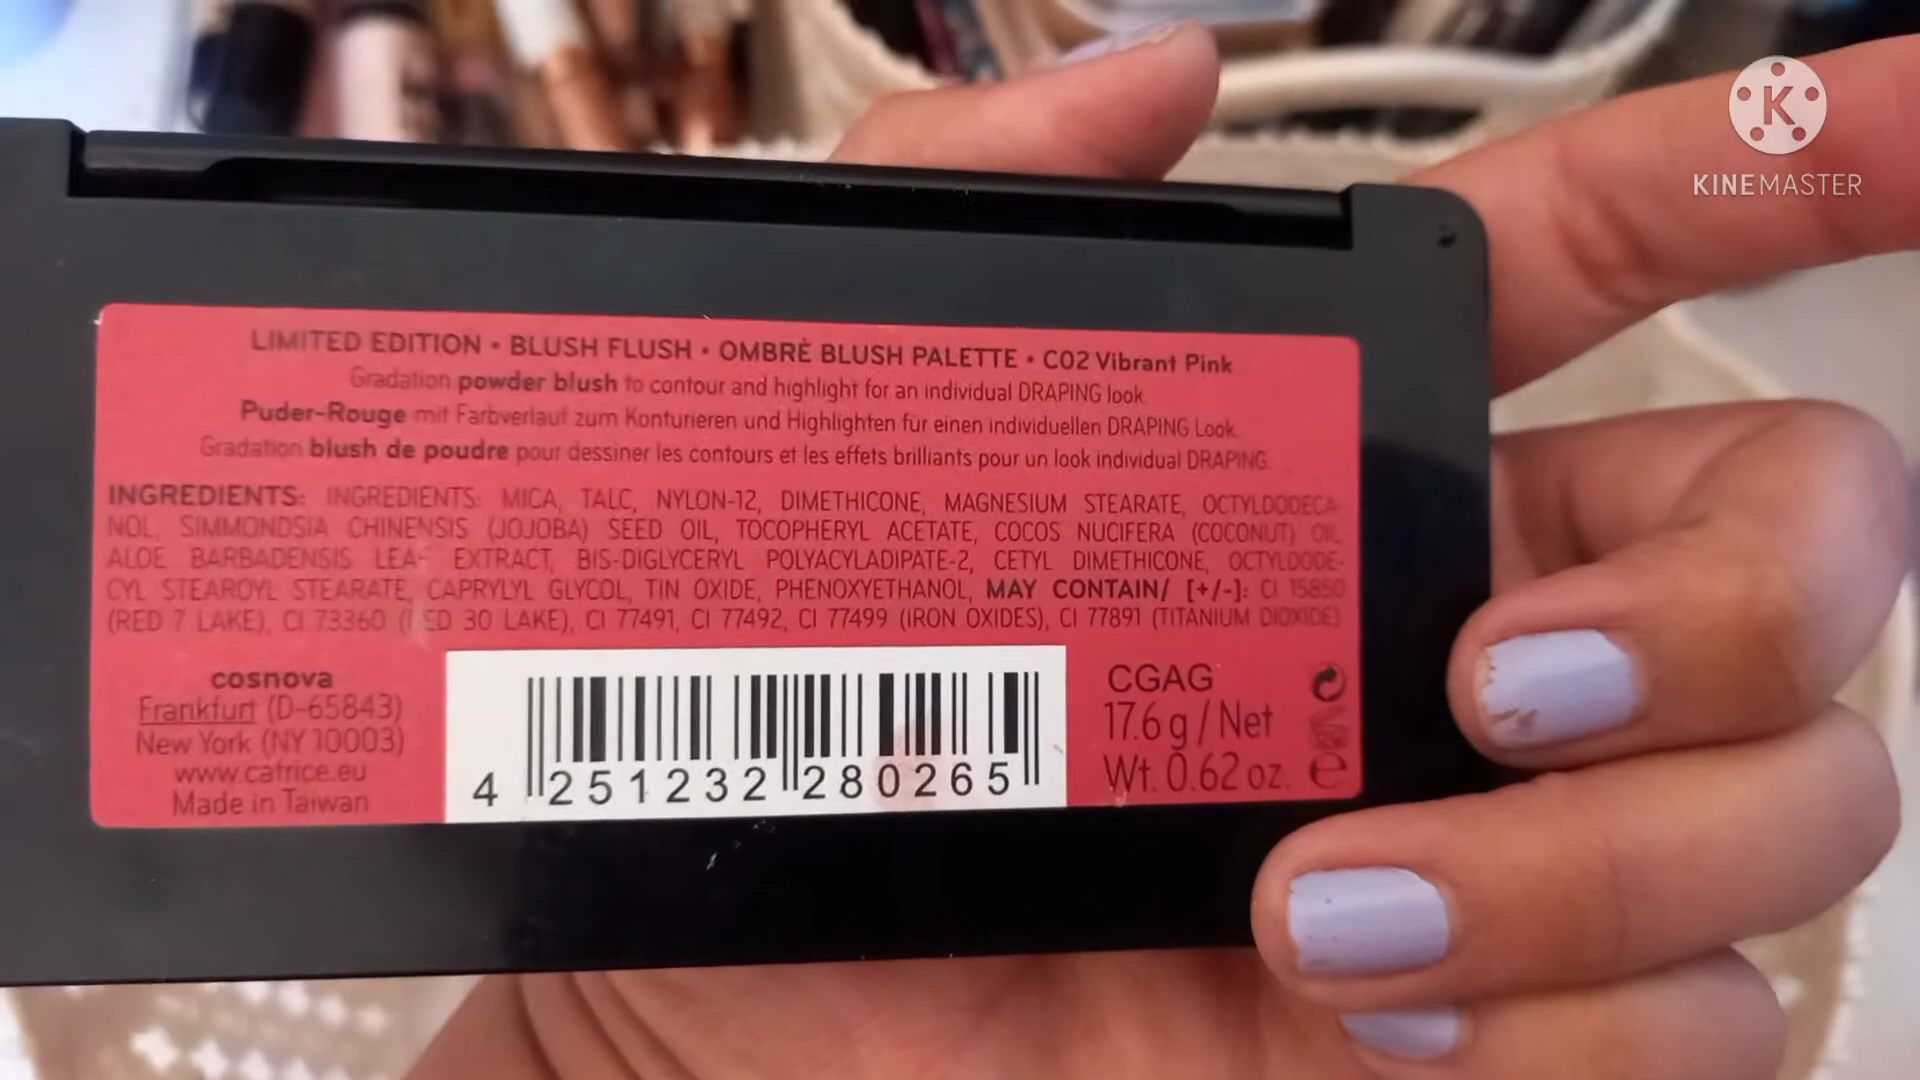 KINEMASTER
LIMITED EDITION • BLUSH FLUSH • OMBRÈ BLUSH PALETTE • C02 Vibrant Pink
Gradation powder blush to contour and highlight for an individual DRAPING look.
Puder-Rouge mit Farbverlauf zum Konturieren und Highlighten für einen individuellen DRAPING Look.
Gradation blush de poudre pour dessiner les contours et les effets brillants pour un look individual DRAPING.
INGREDIENTS: INGREDIENTS: MICA, TALC, NYLON-12, DIMETHICONE, MAGNESIUM STEARATE, OCTYLDODECA-
NOL, SIMMONDSIA CHINENSIS (JOJOBA) SEED OIL, TOCOPHERYL ACETATE, COCOS NUCIFERA (COCONUT) OIL,
ALOE BARBADENSIS LEAF EXTRACT, BIS-DIGLYCERYL POLYACYLADIPATE-2, CETYL DIMETHICONE, OCTYLDODE-
CYL STEAROYL STEARATE, CAPRYLYL GLYCOL, TIN OXIDE, PHENOXYETHANOL, MAY CONTAIN/ [+/-]: CI 15850
(RED 7 LAKE), CI 73360 (RED 30 LAKE), CI 77491, CI 77492, CI 77499 (IRON OXIDES), CI 77891 (TITANIUM DIOXIDE)
cosnova
Frankfurt (D-65843)
New York (NY 10003)
www.catrice.eu
Made in Taiwan
4 251232 280265
CGAG
17.6 g / Net
Wt. 0.62 oz. e